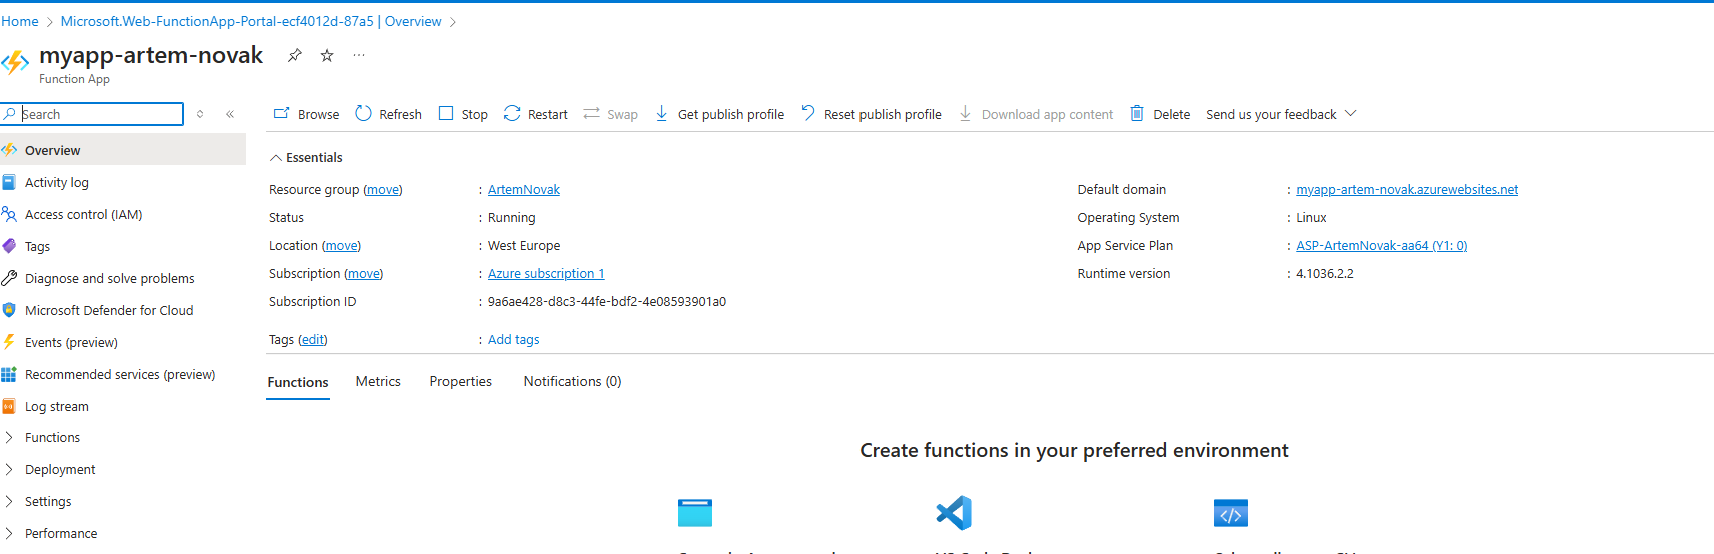 Home > Microsoft.Web-FunctionApp-Portal-ecf4012d-87a5 | Overview >
myapp-artem-novak
Function App
Search
Browse Refresh Stop Restart Swap Get publish profile Reset publish profile Download app content Delete Send us your feedback
Overview
Activity log
Access control (IAM)
Tags
Diagnose and solve problems
Microsoft Defender for Cloud
Events (preview)
Recommended services (preview)
Log stream
Functions
Deployment
Settings
Performance
Essentials
Resource group (move) : ArtemNovak
Status : Running
Location (move) : West Europe
Subscription (move) : Azure subscription 1
Subscription ID : 9a6ae428-d8c3-44fe-bdf2-4e08593901a0
Tags (edit) : Add tags
Default domain : myapp-artem-novak.azurewebsites.net
Operating System : Linux
App Service Plan : ASP-ArtemNovak-aa64 (Y1: 0)
Runtime version : 4.1036.2.2
Functions Metrics Properties Notifications (0)
Create functions in your preferred environment